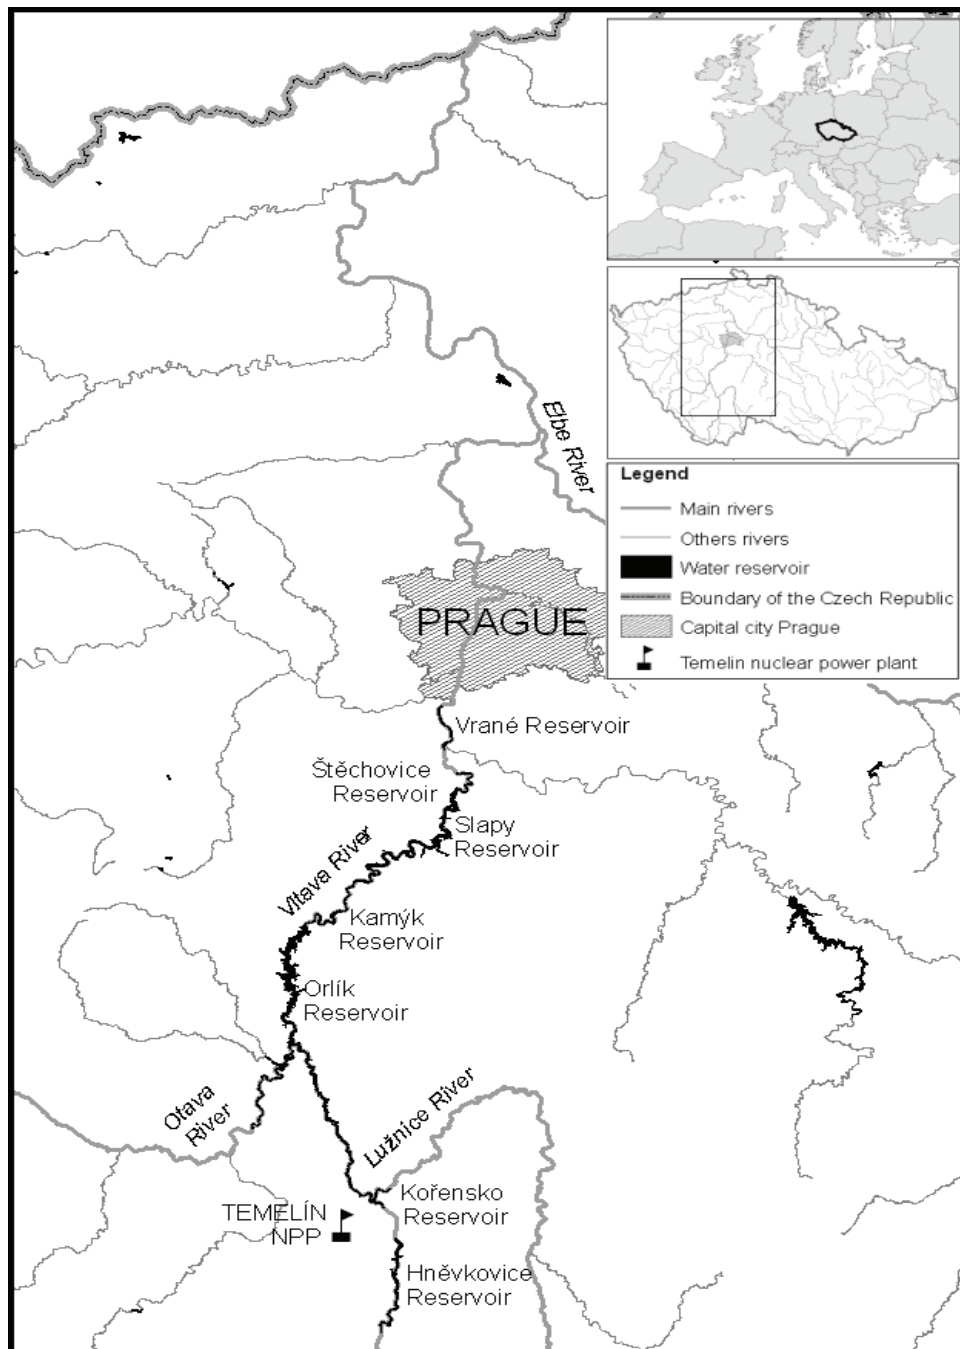 Elbe River
Legend
Main rivers
Others rivers
Water reservoir
Boundary of the Czech Republic
Capital city Prague
Temelin nuclear power plant
PRAGUE
Vrané Reservoir
Štěchovice
Reservoir
Slapy
Reservoir
Vltava River
Kamýk
Reservoir
Orlík
Reservoir
Otava
River
Lužnice River
Kořensko
Reservoir
TEMELÍN
NPP
Hněvkovice
Reservoir